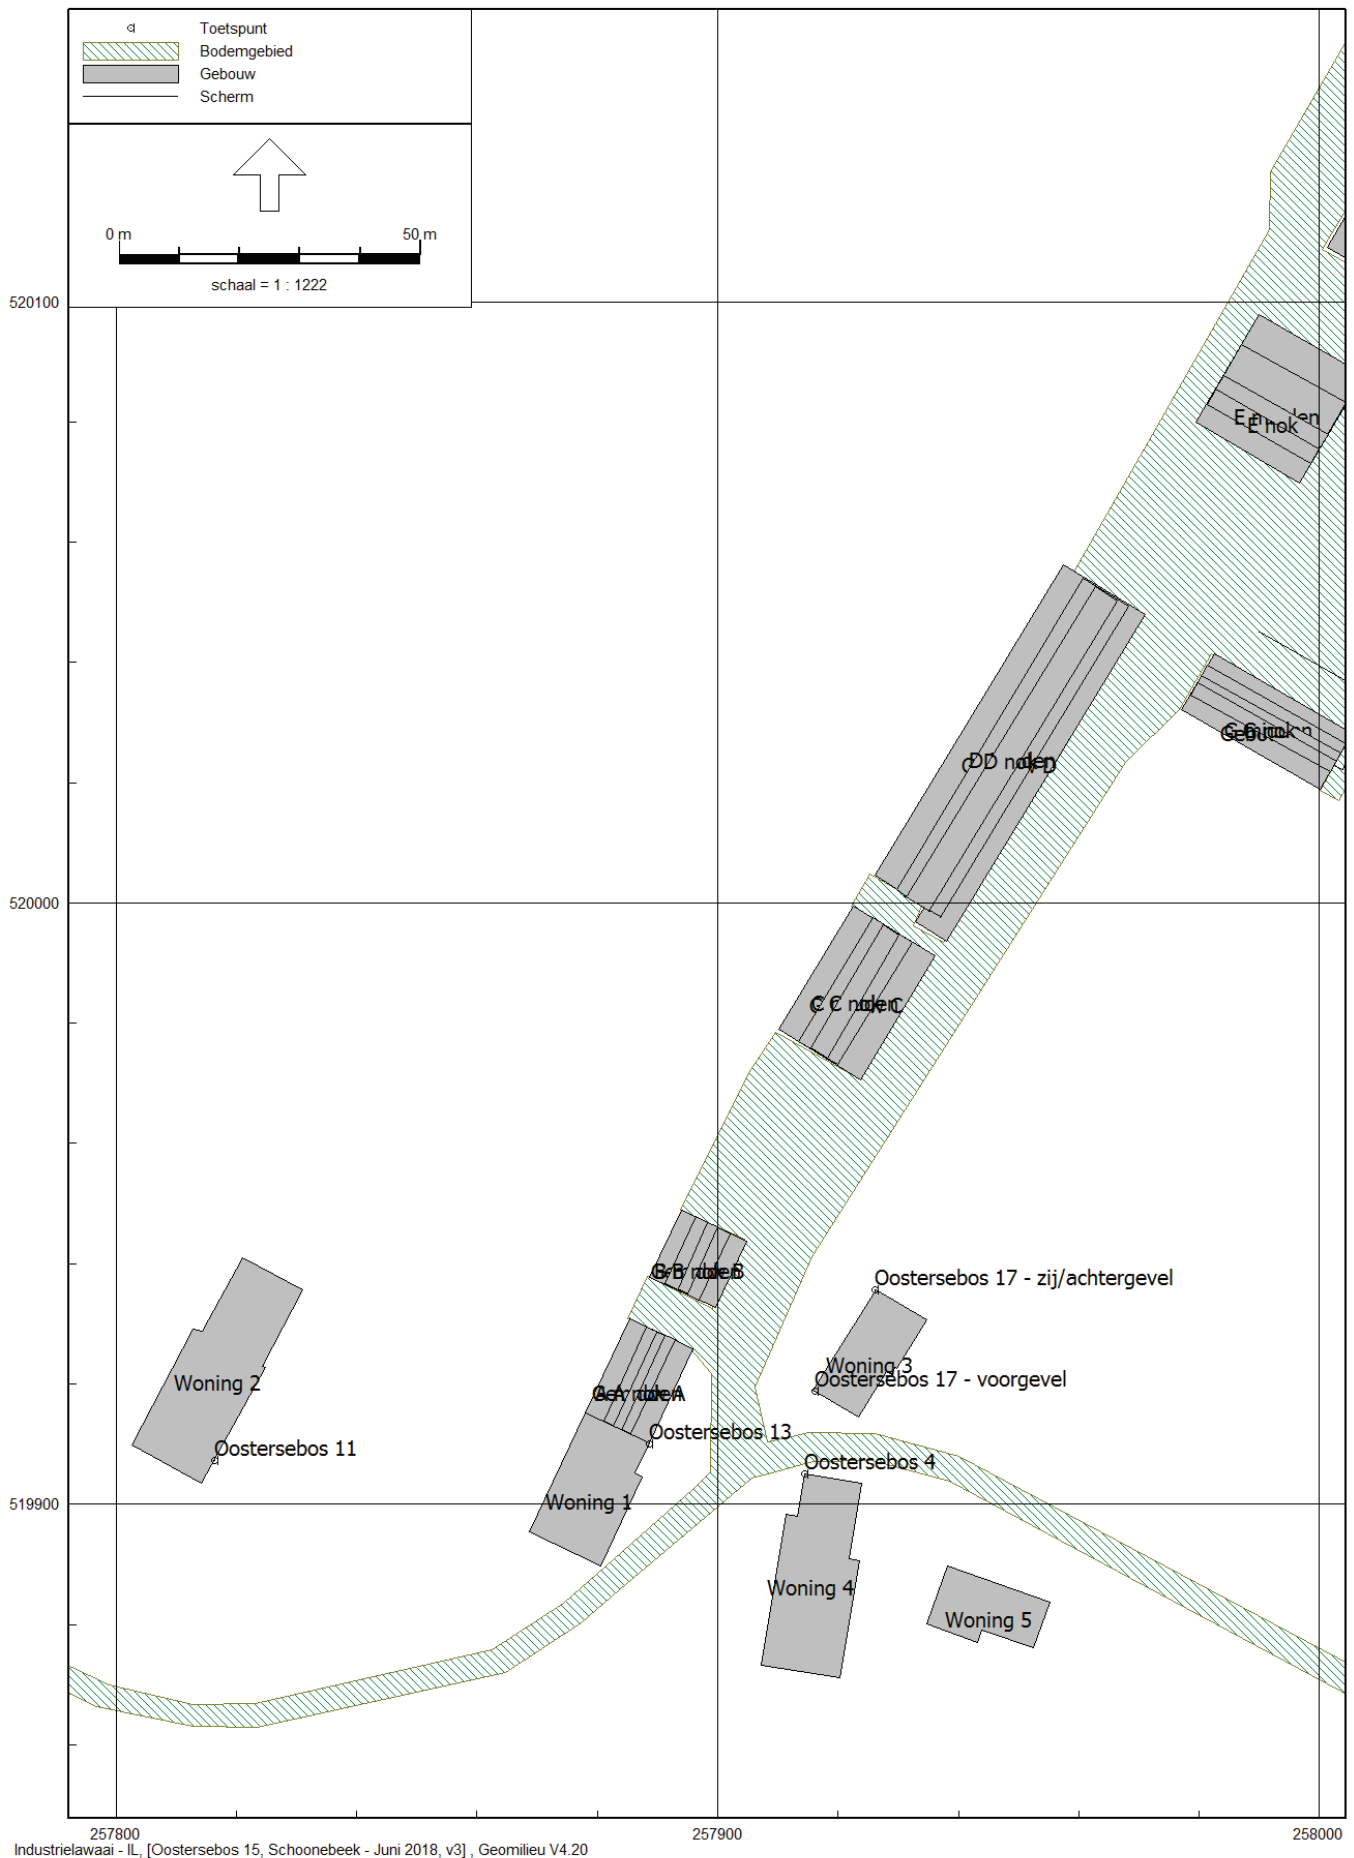 Toetspunt
Bodemgebied
Gebouw
Scherm
0 m 50 m
schaal = 1 : 1222
520100
E nok
520000
Oostersebos 17 - zij/achtergevel
Woning 3
Oostersebos 17 - voorgevel
Woning 2
Oostersebos 13
Oostersebos 11
Oostersebos 4
519900
Woning 1
Woning 4
Woning 5
257800 257900 258000
Industrielawaai - IL, [Oostersebos 15, Schoonebeek - Juni 2018, v3] , Geomilieu V4.20